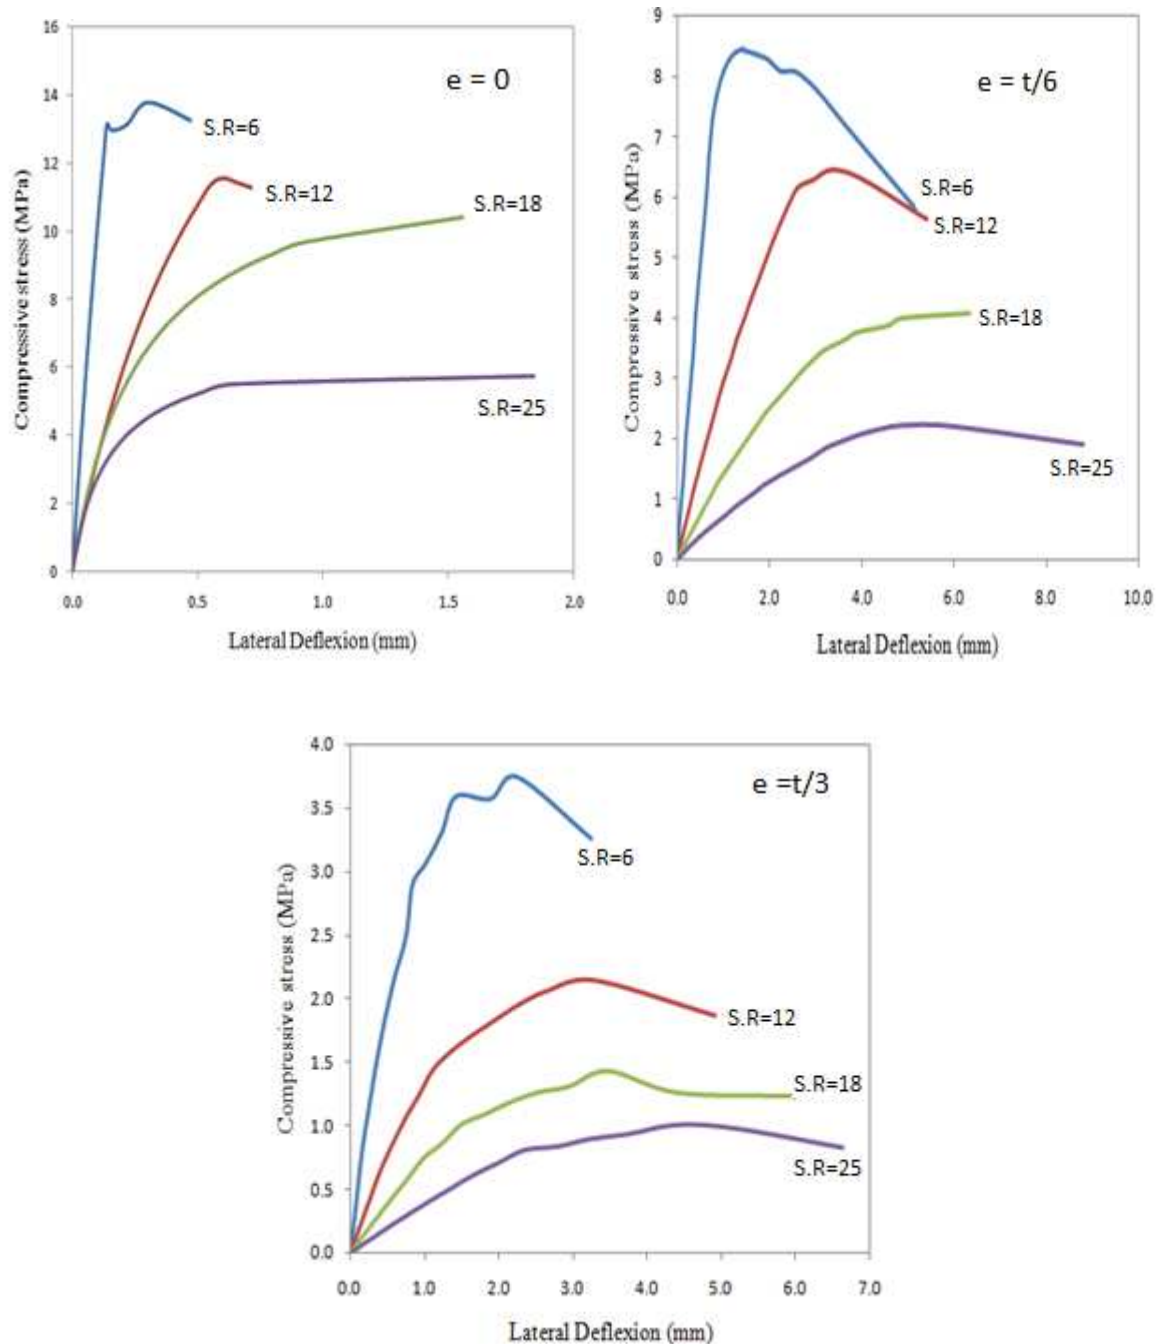 16
14
12
10
8
6
4
2
0
Compressive stress (MPa)
e = 0
S.R=6
S.R=12
S.R=18
S.R=25
0.0 0.5 1.0 1.5 2.0
Lateral Deflexion (mm)
9
8
7
6
5
4
3
2
1
0
Compressive stress (MPa)
e = t/6
S.R=6
S.R=12
S.R=18
S.R=25
0.0 2.0 4.0 6.0 8.0 10.0
Lateral Deflexion (mm)
4.0
3.5
3.0
2.5
2.0
1.5
1.0
0.5
0.0
Compressive stress (MPa)
e =t/3
S.R=6
S.R=12
S.R=18
S.R=25
0.0 1.0 2.0 3.0 4.0 5.0 6.0 7.0
Lateral Deflexion (mm)